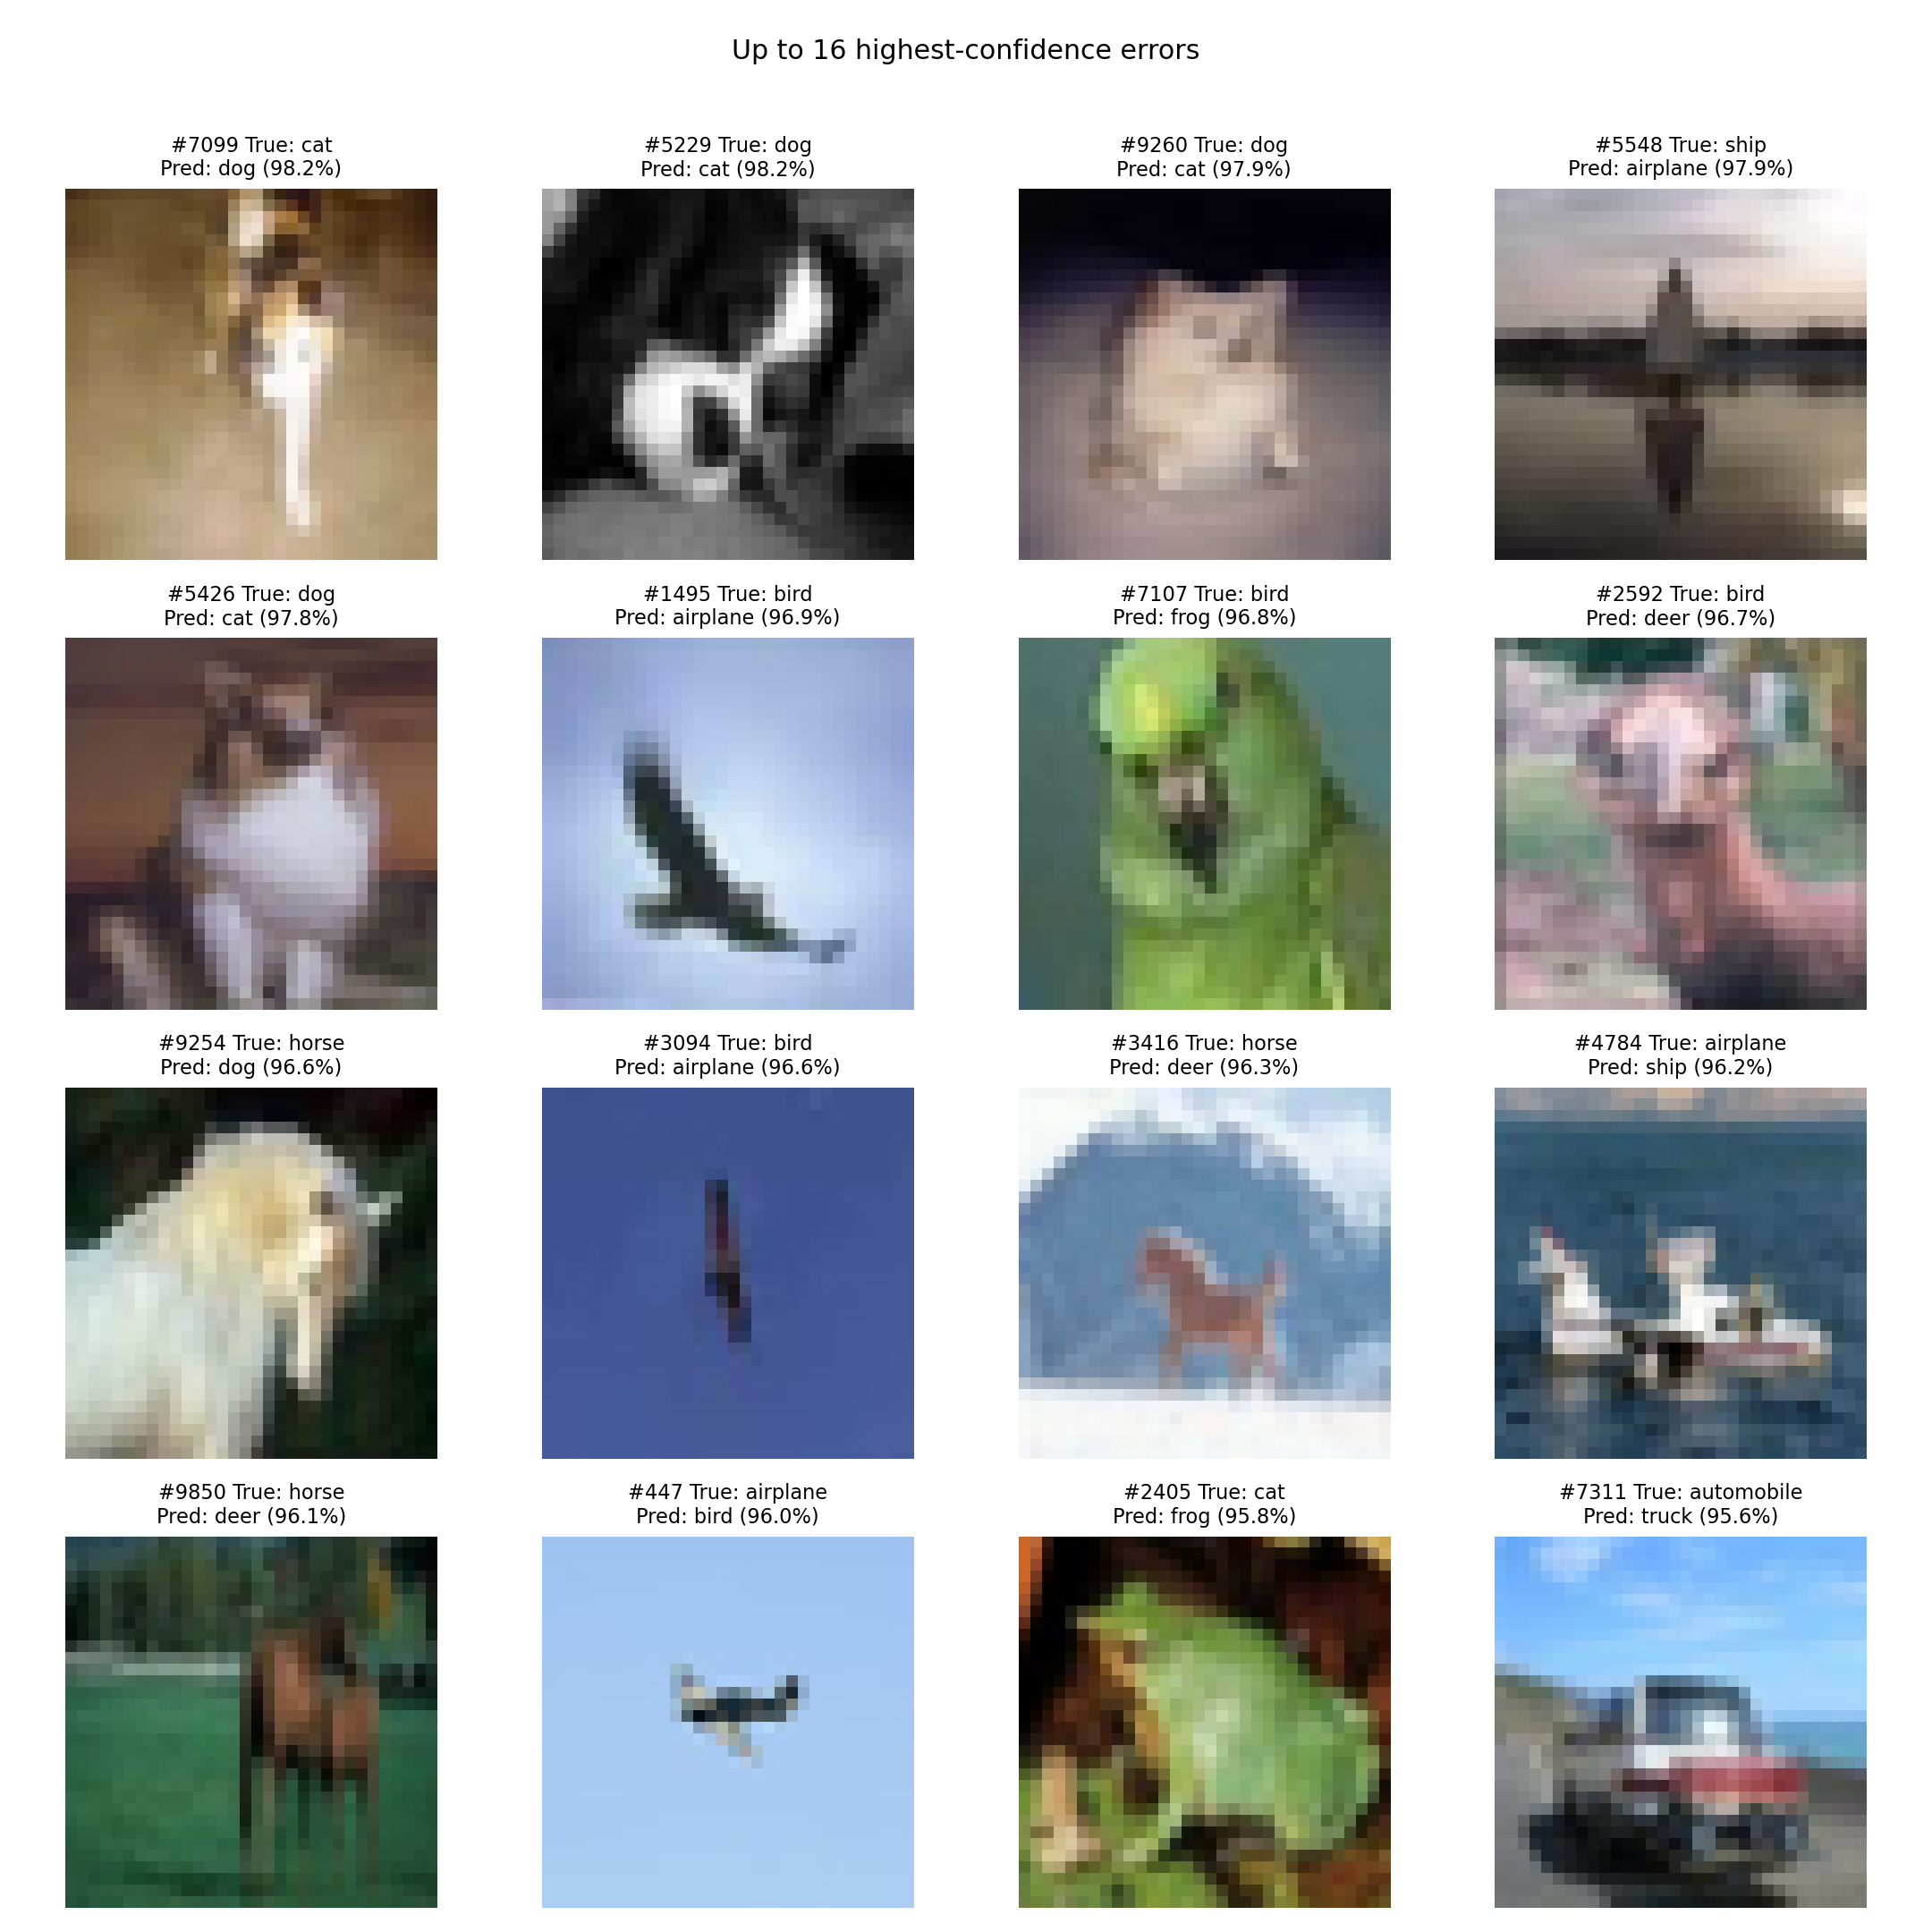 Up to 16 highest-confidence errors
#7099 True: cat
Pred: dog (98.2%)
#5229 True: dog
Pred: cat (98.2%)
#9260 True: dog
Pred: cat (97.9%)
#5548 True: ship
Pred: airplane (97.9%)
#5426 True: dog
Pred: cat (97.8%)
#1495 True: bird
Pred: airplane (96.9%)
#7107 True: bird
Pred: frog (96.8%)
#2592 True: bird
Pred: deer (96.7%)
#9254 True: horse
Pred: dog (96.6%)
#3094 True: bird
Pred: airplane (96.6%)
#3416 True: horse
Pred: deer (96.3%)
#4784 True: airplane
Pred: ship (96.2%)
#9850 True: horse
Pred: deer (96.1%)
#447 True: airplane
Pred: bird (96.0%)
#2405 True: cat
Pred: frog (95.8%)
#7311 True: automobile
Pred: truck (95.6%)